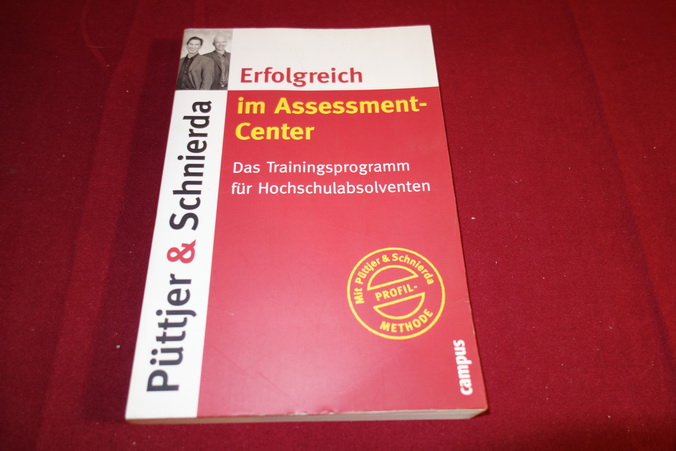 Erfolgreich
im Assessment-
Center
Das Trainingsprogramm
für Hochschulabsolventen
Püttjer & Schnierda
Mit Püttjer & Schnierda
PROFIL-
METHODE
campus